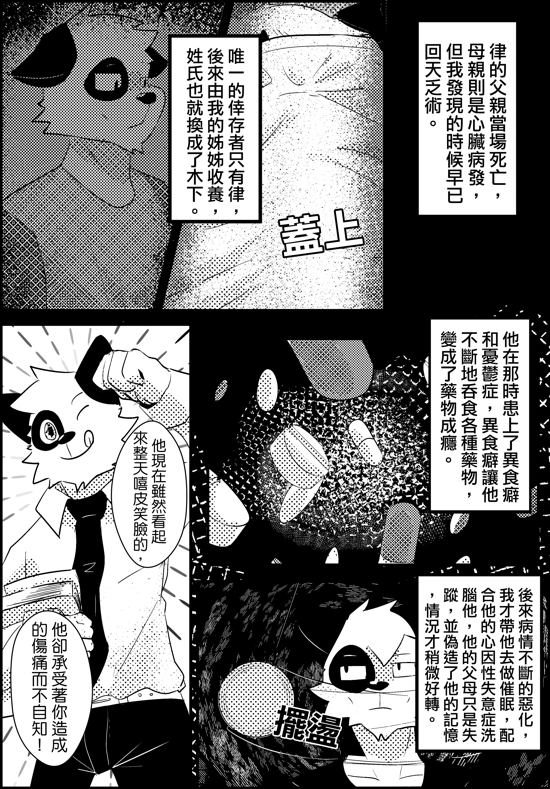 律的父親當場死亡，
母親則是心臟病發，
但我發現的時候早已
回天乏術。
唯一的倖存者只有律，
後來由我的姊姊收養，
姓氏也就換成了木下。
蓋上
他在那時患上了異食癖
和憂鬱症，異食癖讓他
不斷地吞食各種藥物，
變成了藥物成癮。
後來病情不斷的惡化，
我才帶他去做催眠，配
合他的心因性失意症洗
腦他，他的父母只是失
蹤，並偽造了他的記憶
，情況才稍微好轉。
擺盪
他現在雖然看起
來整天嘻皮笑臉的，
他卻承受著你造成
的傷痛而不自知！